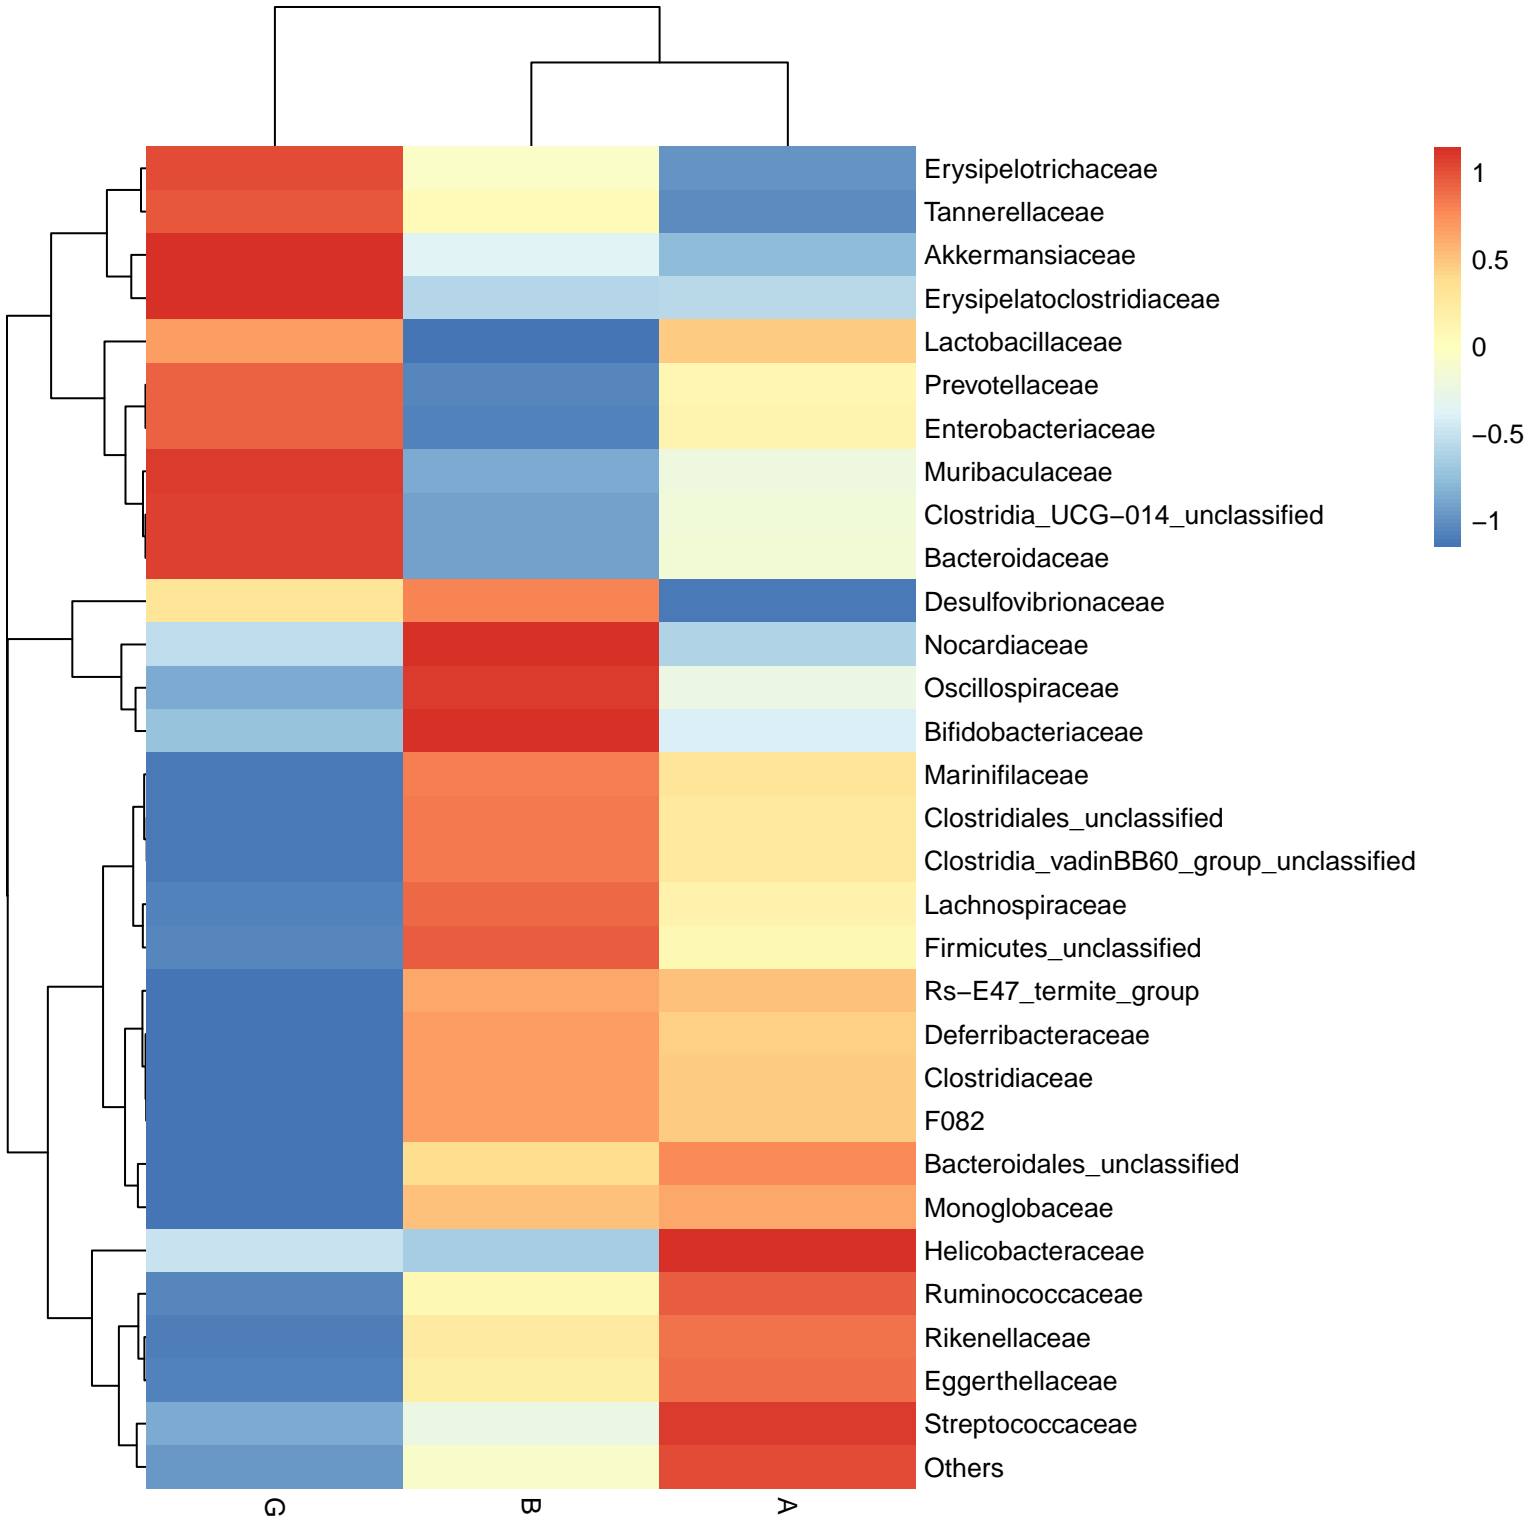 Erysipelotrichaceae
Tannerellaceae
Akkermansiaceae
Erysipelatoclostridiaceae
Lactobacillaceae
Prevotellaceae
Enterobacteriaceae
Muribaculaceae
Clostridia_UCG−014_unclassified
Bacteroidaceae
Desulfovibrionaceae
Nocardiaceae
Oscillospiraceae
Bifidobacteriaceae
Marinifilaceae
Clostridiales_unclassified
Clostridia_vadinBB60_group_unclassified
Lachnospiraceae
Firmicutes_unclassified
Rs−E47_termite_group
Deferribacteraceae
Clostridiaceae
F082
Bacteroidales_unclassified
Monoglobaceae
Helicobacteraceae
Ruminococcaceae
Rikenellaceae
Eggerthellaceae
Streptococcaceae
Others
G
B
A
1
0.5
0
−0.5
−1